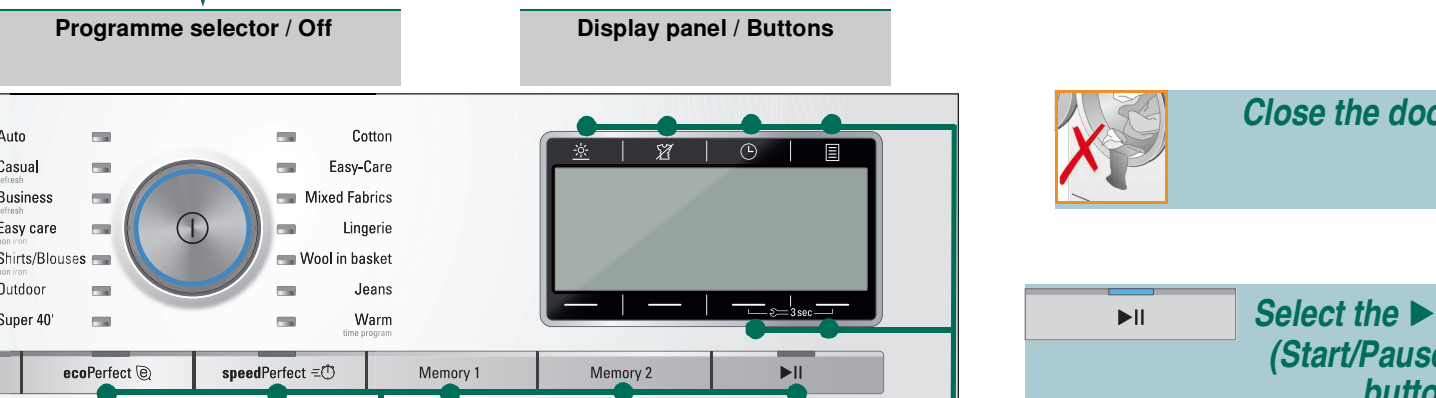 Programme selector / Off
Display panel / Buttons
Auto
Casual
refresh
Business
refresh
Easy care
non iron
Shirts/Blouses
non iron
Outdoor
Super 40'
Cotton
Easy-Care
Mixed Fabrics
Lingerie
Wool in basket
Jeans
Warm
time program
3 sec
ecoPerfect
speedPerfect
Memory 1
Memory 2
Close the doo
Select the
(Start/Pause
butto